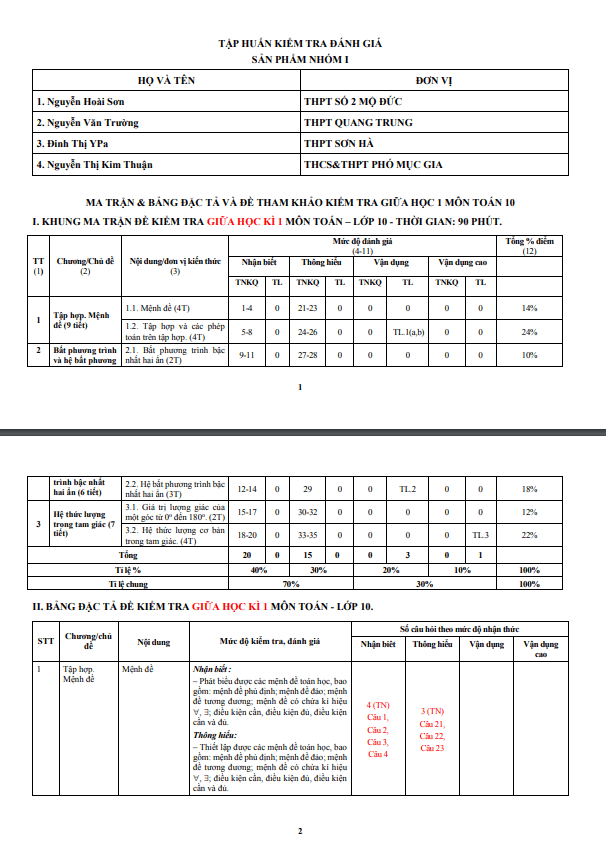 TẬP HUẤN KIỂM TRA ĐÁNH GIÁ
SẢN PHẨM NHÓM I
HỌ VÀ TÊN ĐƠN VỊ
1. Nguyễn Hoài Sơn THPT SỐ 2 MỘ ĐỨC
2. Nguyễn Văn Trường THPT QUANG TRUNG
3. Đinh Thị YPa THPT SƠN HÀ
4. Nguyễn Thị Kim Thuận THCS&THPT PHÓ MỤC GIA
MA TRẬN & BẢNG ĐẶC TẢ VÀ ĐỀ THAM KHẢO KIỂM TRA GIỮA HỌC 1 MÔN TOÁN 10
I. KHUNG MA TRẬN ĐỀ KIỂM TRA GIỮA HỌC KÌ 1 MÔN TOÁN – LỚP 10 - THỜI GIAN: 90 PHÚT.
TT
(1)
Chương/Chủ đề
(2)
Nội dung/đơn vị kiến thức
(3)
Mức độ đánh giá
(4-11)
Tổng % điểm
(12)
Nhận biết Thông hiểu Vận dụng Vận dụng cao
TNKQ TL TNKQ TL TNKQ TL TNKQ TL
1
Tập hợp. Mệnh
đề (9 tiết)
1.1. Mệnh đề (4T) 1-4 0 21-23 0 0 0 0 0 14%
1.2. Tập hợp và các phép
toán trên tập hợp. (4T)
5-8 0 24-26 0 0 TL.1(a,b) 0 0 24%
2
Bất phương trình
và hệ bất phương
2.1. Bất phương trình bậc
nhất hai ẩn (2T)
9-11 0 27-28 0 0 0 0 0 10%
1
trình bậc nhất
hai ẩn (6 tiết)
2.2. Hệ bất phương trình bậc
nhất hai ẩn (3T)
12-14 0 29 0 0 TL.2 0 0 18%
3
Hệ thức lượng
trong tam giác (7
tiết)
3.1. Giá trị lượng giác của
một góc từ 0º đến 180º. (2T)
15-17 0 30-32 0 0 0 0 0 12%
3.2. Hệ thức lượng cơ bản
trong tam giác. (4T)
18-20 0 33-35 0 0 0 0 TL.3 22%
Tổng 20 0 15 0 0 3 0 1
Tỉ lệ % 40% 30% 20% 10% 100%
Tỉ lệ chung 70% 30% 100%
II. BẢNG ĐẶC TẢ ĐỀ KIỂM TRA GIỮA HỌC KÌ 1 MÔN TOÁN - LỚP 10.
STT
Chương/chủ
đề
Nội dung
Mức độ kiểm tra, đánh giá
Số câu hỏi theo mức độ nhận thức
Nhận biết Thông hiểu Vận dụng Vận dụng
cao
1
Tập hợp.
Mệnh đề
Mệnh đề
Nhận biết :
– Phát biểu được các mệnh đề toán học, bao
gồm: mệnh đề phủ định; mệnh đề đảo; mệnh
đề tương đương; mệnh đề có chứa kí hiệu
∀, ∃; điều kiện cần, điều kiện đủ, điều kiện
cần và đủ.
Thông hiểu:
– Thiết lập được các mệnh đề toán học, bao
gồm: mệnh đề phủ định; mệnh đề đảo; mệnh
đề tương đương; mệnh đề có chứa kí hiệu
∀, ∃; điều kiện cần, điều kiện đủ, điều kiện
cần và đủ.
4 (TN)
Câu 1,
Câu 2,
Câu 3,
Câu 4
3 (TN)
Câu 21,
Câu 22,
Câu 23
2